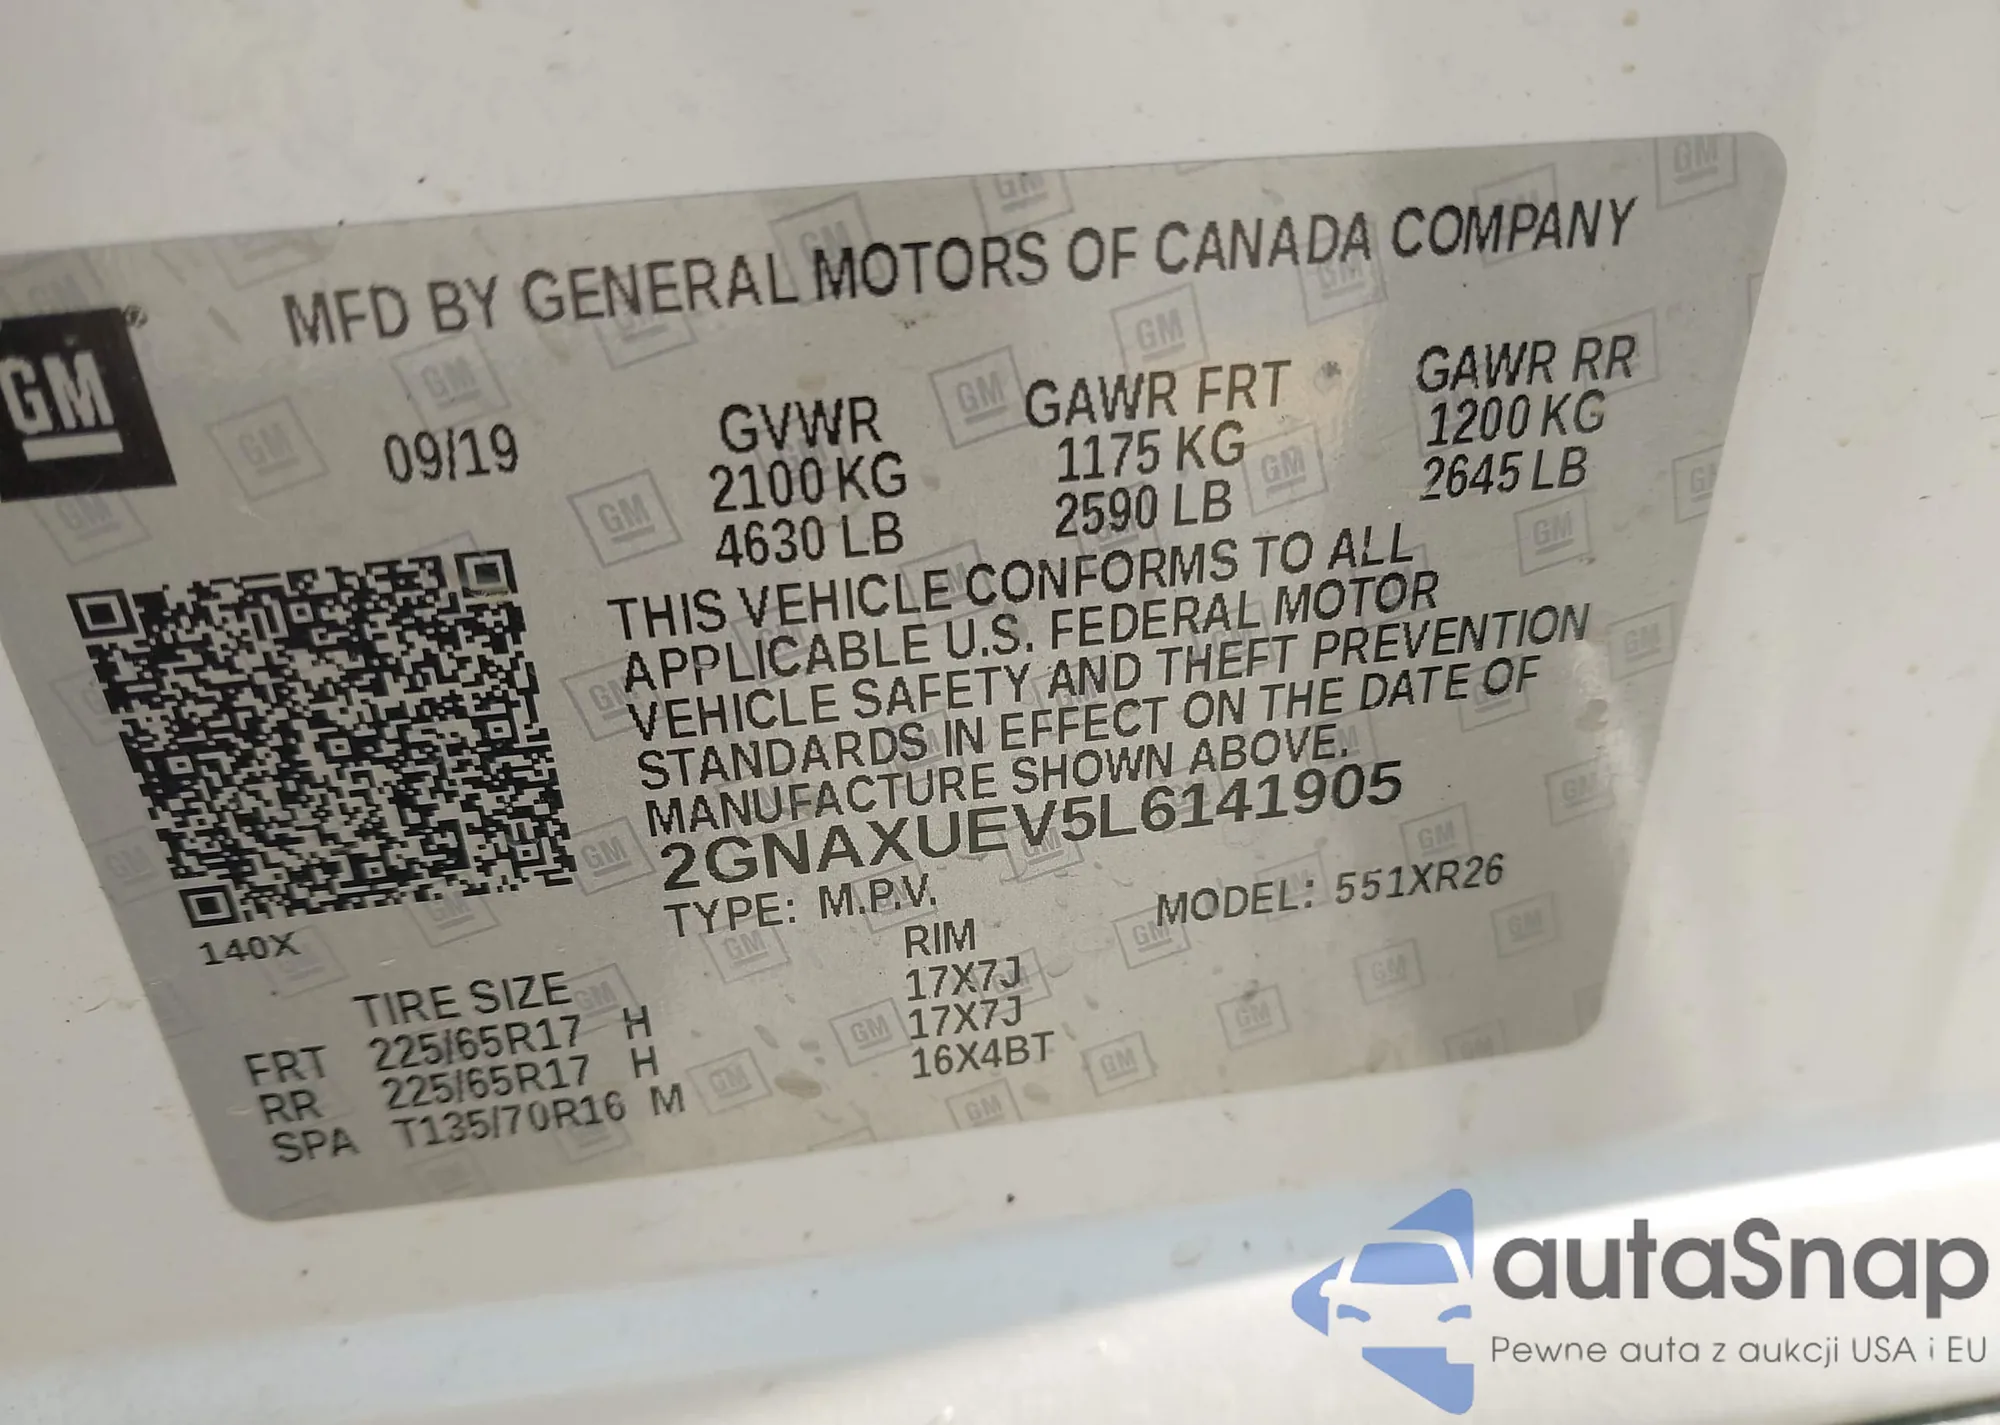 MFD BY GENERAL MOTORS OF CANADA COMPANY
GM
09/19
GVWR GAWR FRT GAWR RR
2100 KG 1175 KG 1200 KG
4630 LB 2590 LB 2645 LB
THIS VEHICLE CONFORMS TO ALL
APPLICABLE U.S. FEDERAL MOTOR
VEHICLE SAFETY AND THEFT PREVENTION
STANDARDS IN EFFECT ON THE DATE OF
MANUFACTURE SHOWN ABOVE.
2GNAXUEV5L6141905
TYPE: M.P.V. MODEL: 551XR26
140X
TIRE SIZE RIM
FRT 225/65R17 H 17X7J
RR 225/65R17 H 17X7J
SPA T135/70R16 M 16X4BT
autaSnap
Pewne auta z aukcji USA i EU